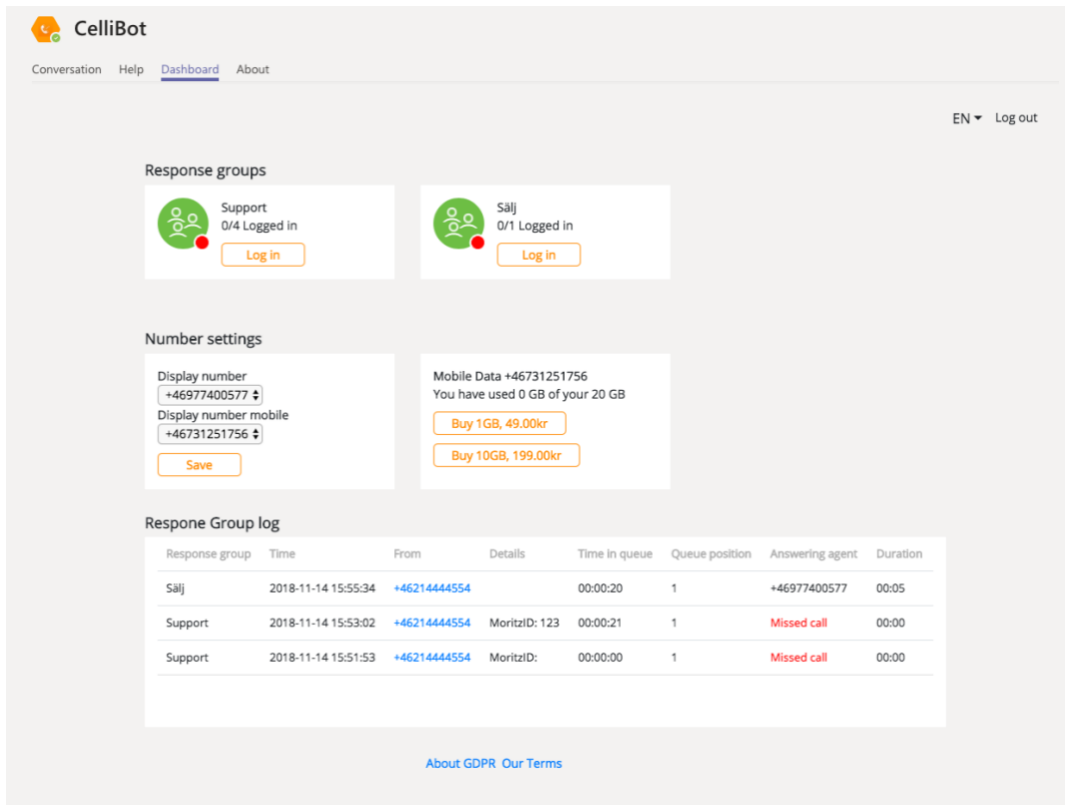 CelliBot
Conversation Help Dashboard About
EN Log out
Response groups
Support
0/4 Logged in
Log in
Sälj
0/1 Logged in
Log in
Number settings
Display number
+46977400577
Display number mobile
+46731251756
Save
Mobile Data +46731251756
You have used 0 GB of your 20 GB
Buy 1GB, 49.00kr
Buy 10GB, 199.00kr
Respone Group log
Response group Time From Details Time in queue Queue position Answering agent Duration
Sälj 2018-11-14 15:55:34 +46214444554 00:00:20 1 +46977400577 00:05
Support 2018-11-14 15:53:02 +46214444554 MoritzID: 123 00:00:21 1 Missed call 00:00
Support 2018-11-14 15:51:53 +46214444554 MoritzID: 00:00:00 1 Missed call 00:00
About GDPR Our Terms